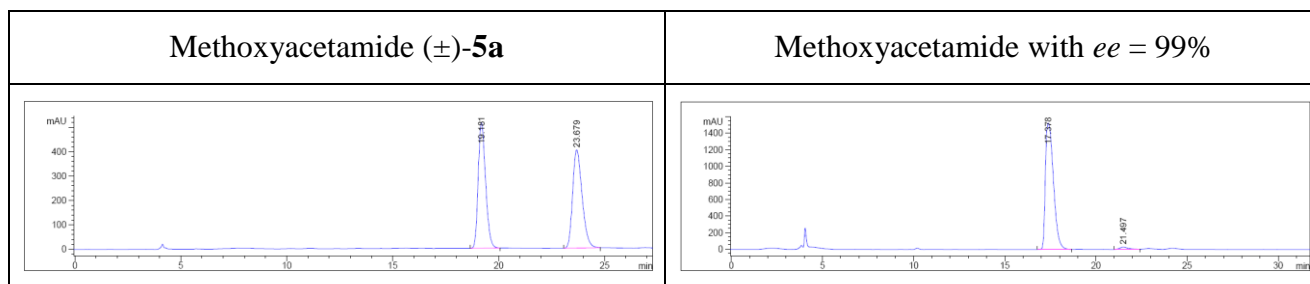 Methoxyacetamide (±)-5a
Methoxyacetamide with ee = 99%
mAU
400
300
200
100
0
19.181
23.679
0 5 10 15 20 25 min
mAU
1400
1200
1000
800
600
400
200
0
17.378
21.497
0 5 10 15 20 25 30 min